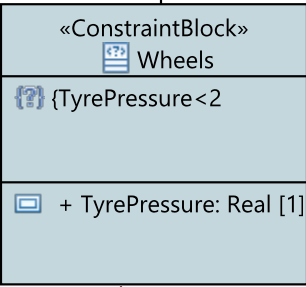 «ConstraintBlock»
Wheels
{TyrePressure<2
+ TyrePressure: Real [1]